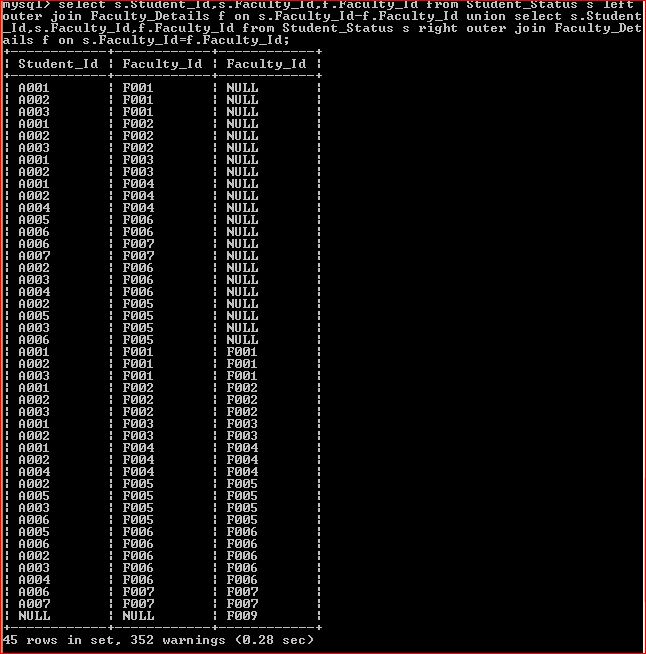 mysql> select s.Student_Id,s.Faculty_Id,f.Faculty_Id from Student_Status s left
outer join Faculty_Details f on s.Faculty_Id-f.Faculty_Id union select s.Student
_Id,s.Faculty_Id,f.Faculty_Id from Student_Status s right outer join Faculty_Det
ails f on s.Faculty_Id=f.Faculty_Id;
+------------+------------+------------+
| Student_Id | Faculty_Id | Faculty_Id |
+------------+------------+------------+
| A001 | F001 | NULL |
| A002 | F001 | NULL |
| A003 | F001 | NULL |
| A001 | F002 | NULL |
| A002 | F002 | NULL |
| A003 | F002 | NULL |
| A001 | F003 | NULL |
| A002 | F003 | NULL |
| A001 | F004 | NULL |
| A002 | F004 | NULL |
| A004 | F004 | NULL |
| A005 | F006 | NULL |
| A006 | F006 | NULL |
| A006 | F007 | NULL |
| A007 | F007 | NULL |
| A002 | F006 | NULL |
| A003 | F006 | NULL |
| A004 | F006 | NULL |
| A002 | F005 | NULL |
| A005 | F005 | NULL |
| A003 | F005 | NULL |
| A006 | F005 | NULL |
| A001 | F001 | F001 |
| A002 | F001 | F001 |
| A003 | F001 | F001 |
| A001 | F002 | F002 |
| A002 | F002 | F002 |
| A003 | F002 | F002 |
| A001 | F003 | F003 |
| A002 | F003 | F003 |
| A001 | F004 | F004 |
| A002 | F004 | F004 |
| A004 | F004 | F004 |
| A002 | F005 | F005 |
| A005 | F005 | F005 |
| A003 | F005 | F005 |
| A006 | F005 | F005 |
| A005 | F006 | F006 |
| A006 | F006 | F006 |
| A002 | F006 | F006 |
| A003 | F006 | F006 |
| A004 | F006 | F006 |
| A006 | F007 | F007 |
| A007 | F007 | F007 |
| NULL | NULL | F009 |
+------------+------------+------------+
45 rows in set, 352 warnings (0.28 sec)